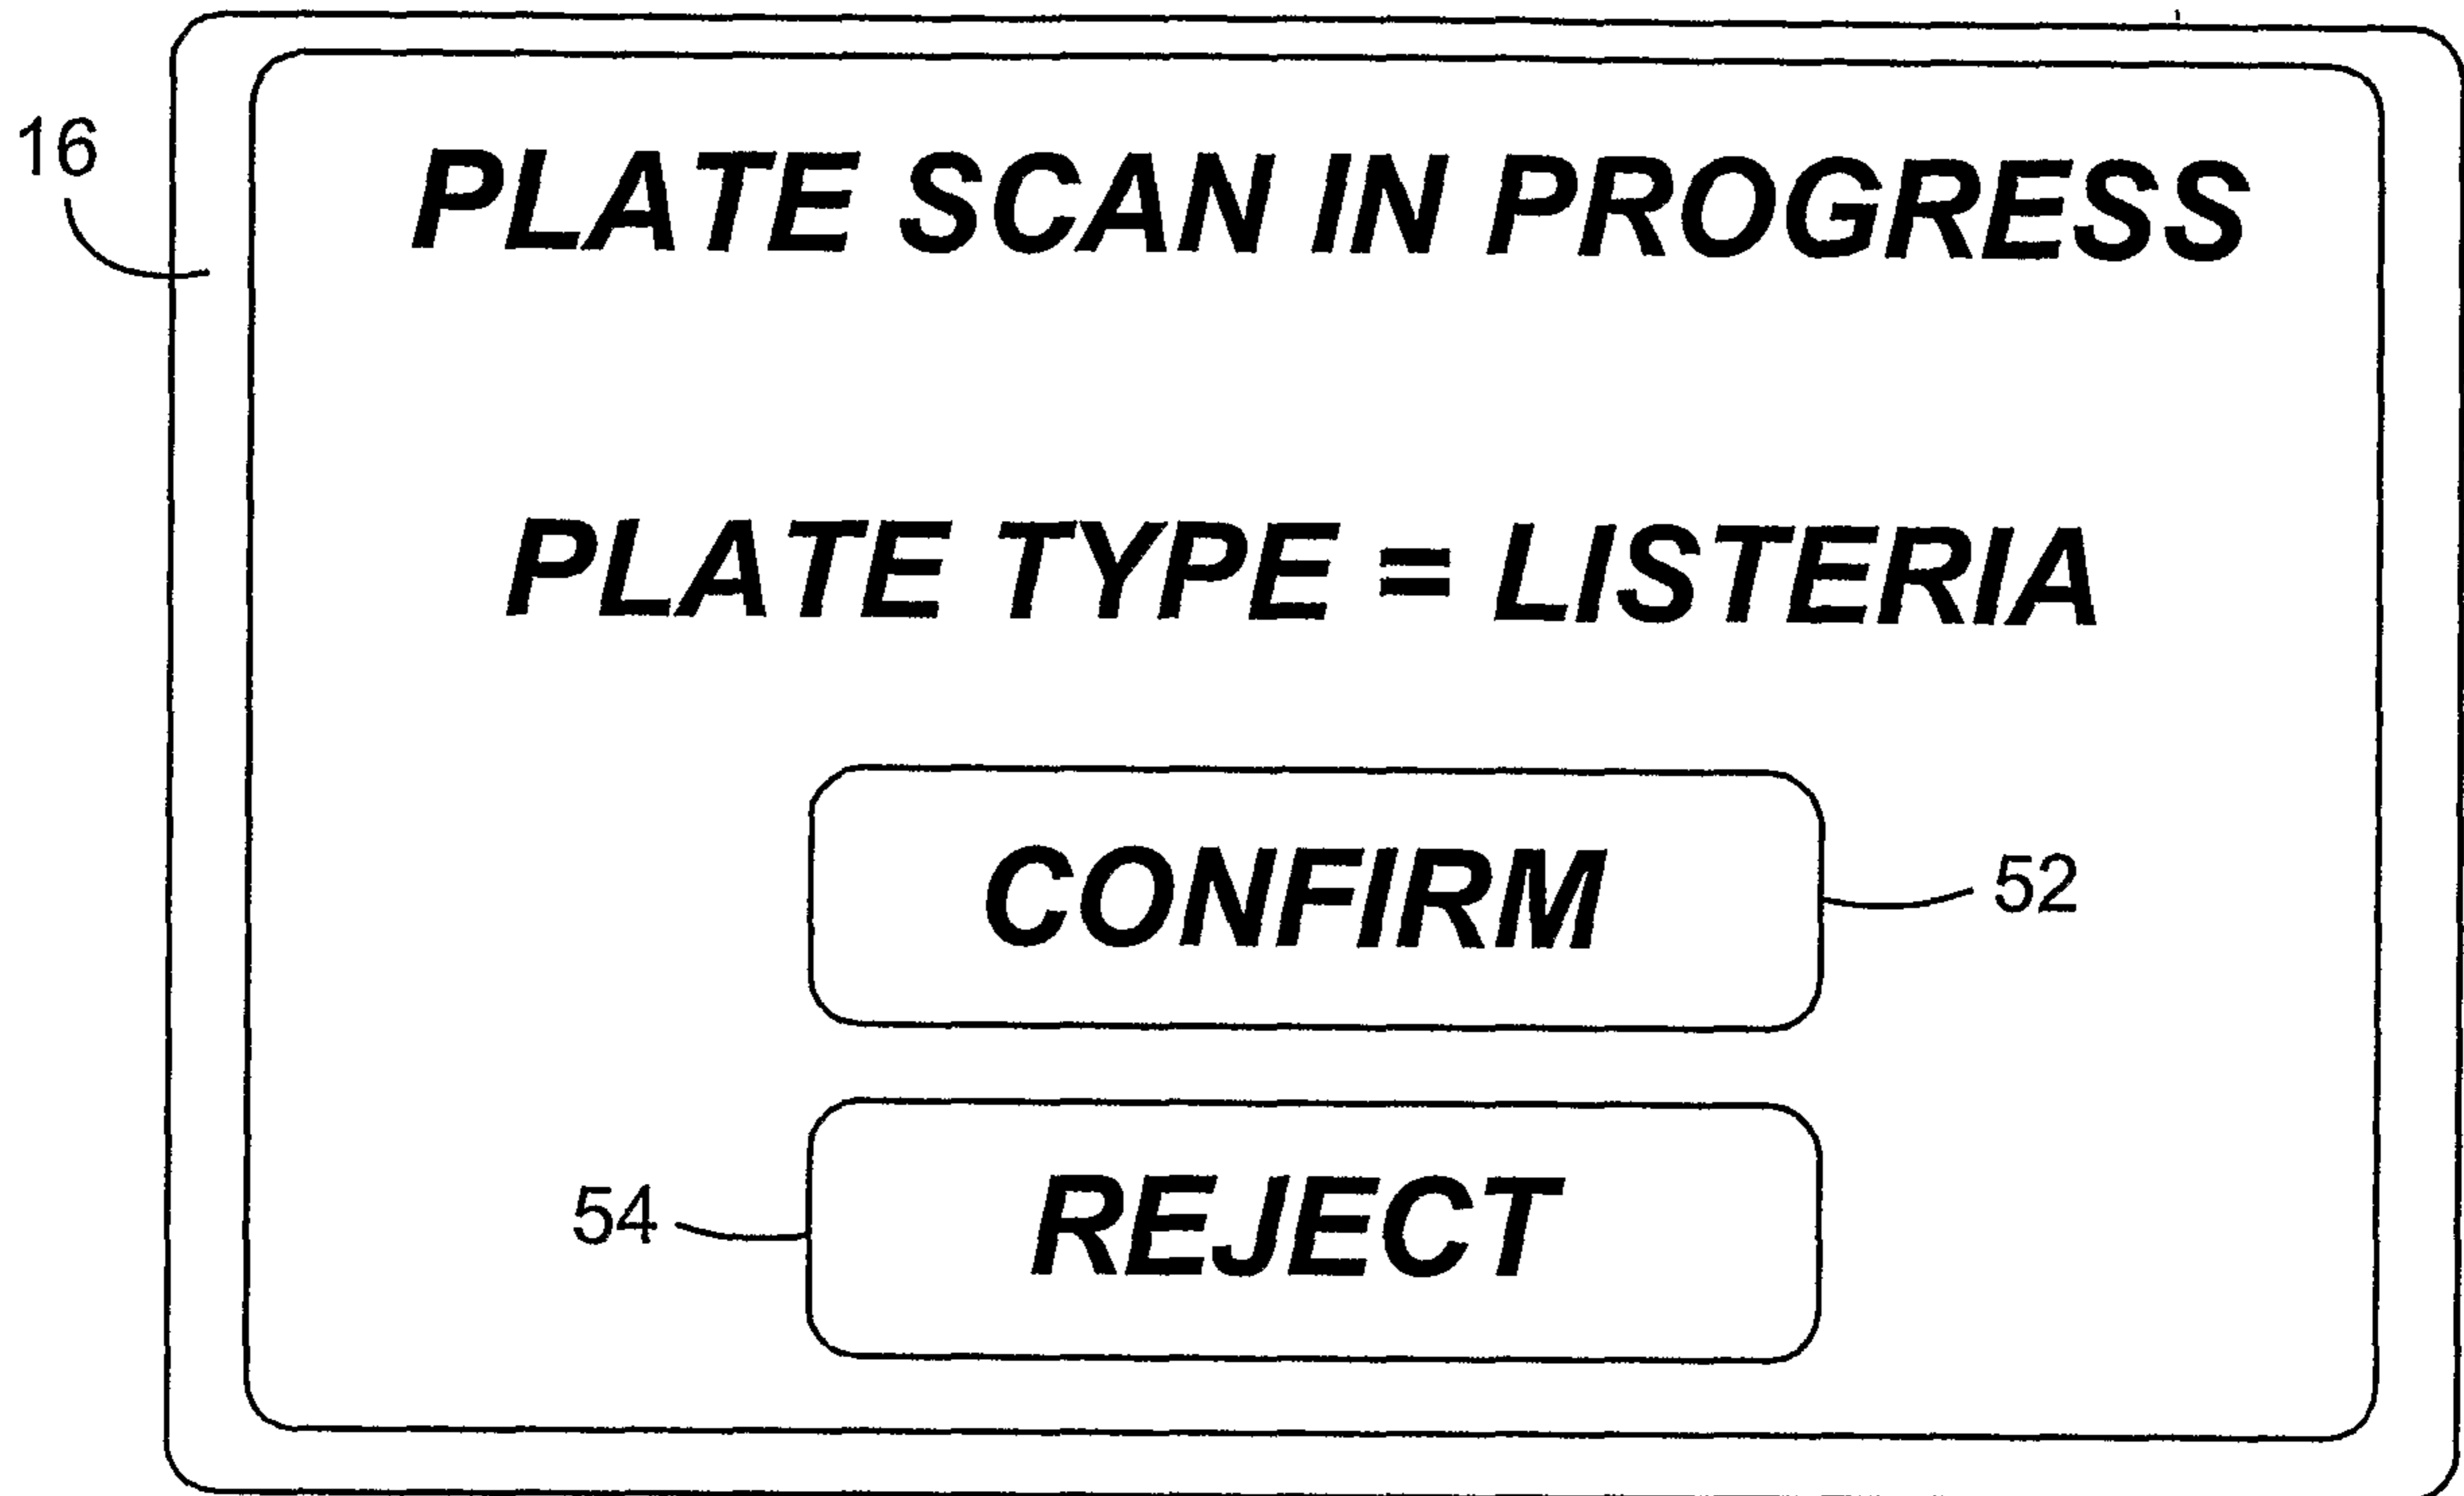 16
PLATE SCAN IN PROGRESS
PLATE TYPE = LISTERIA
CONFIRM
52
54
REJECT